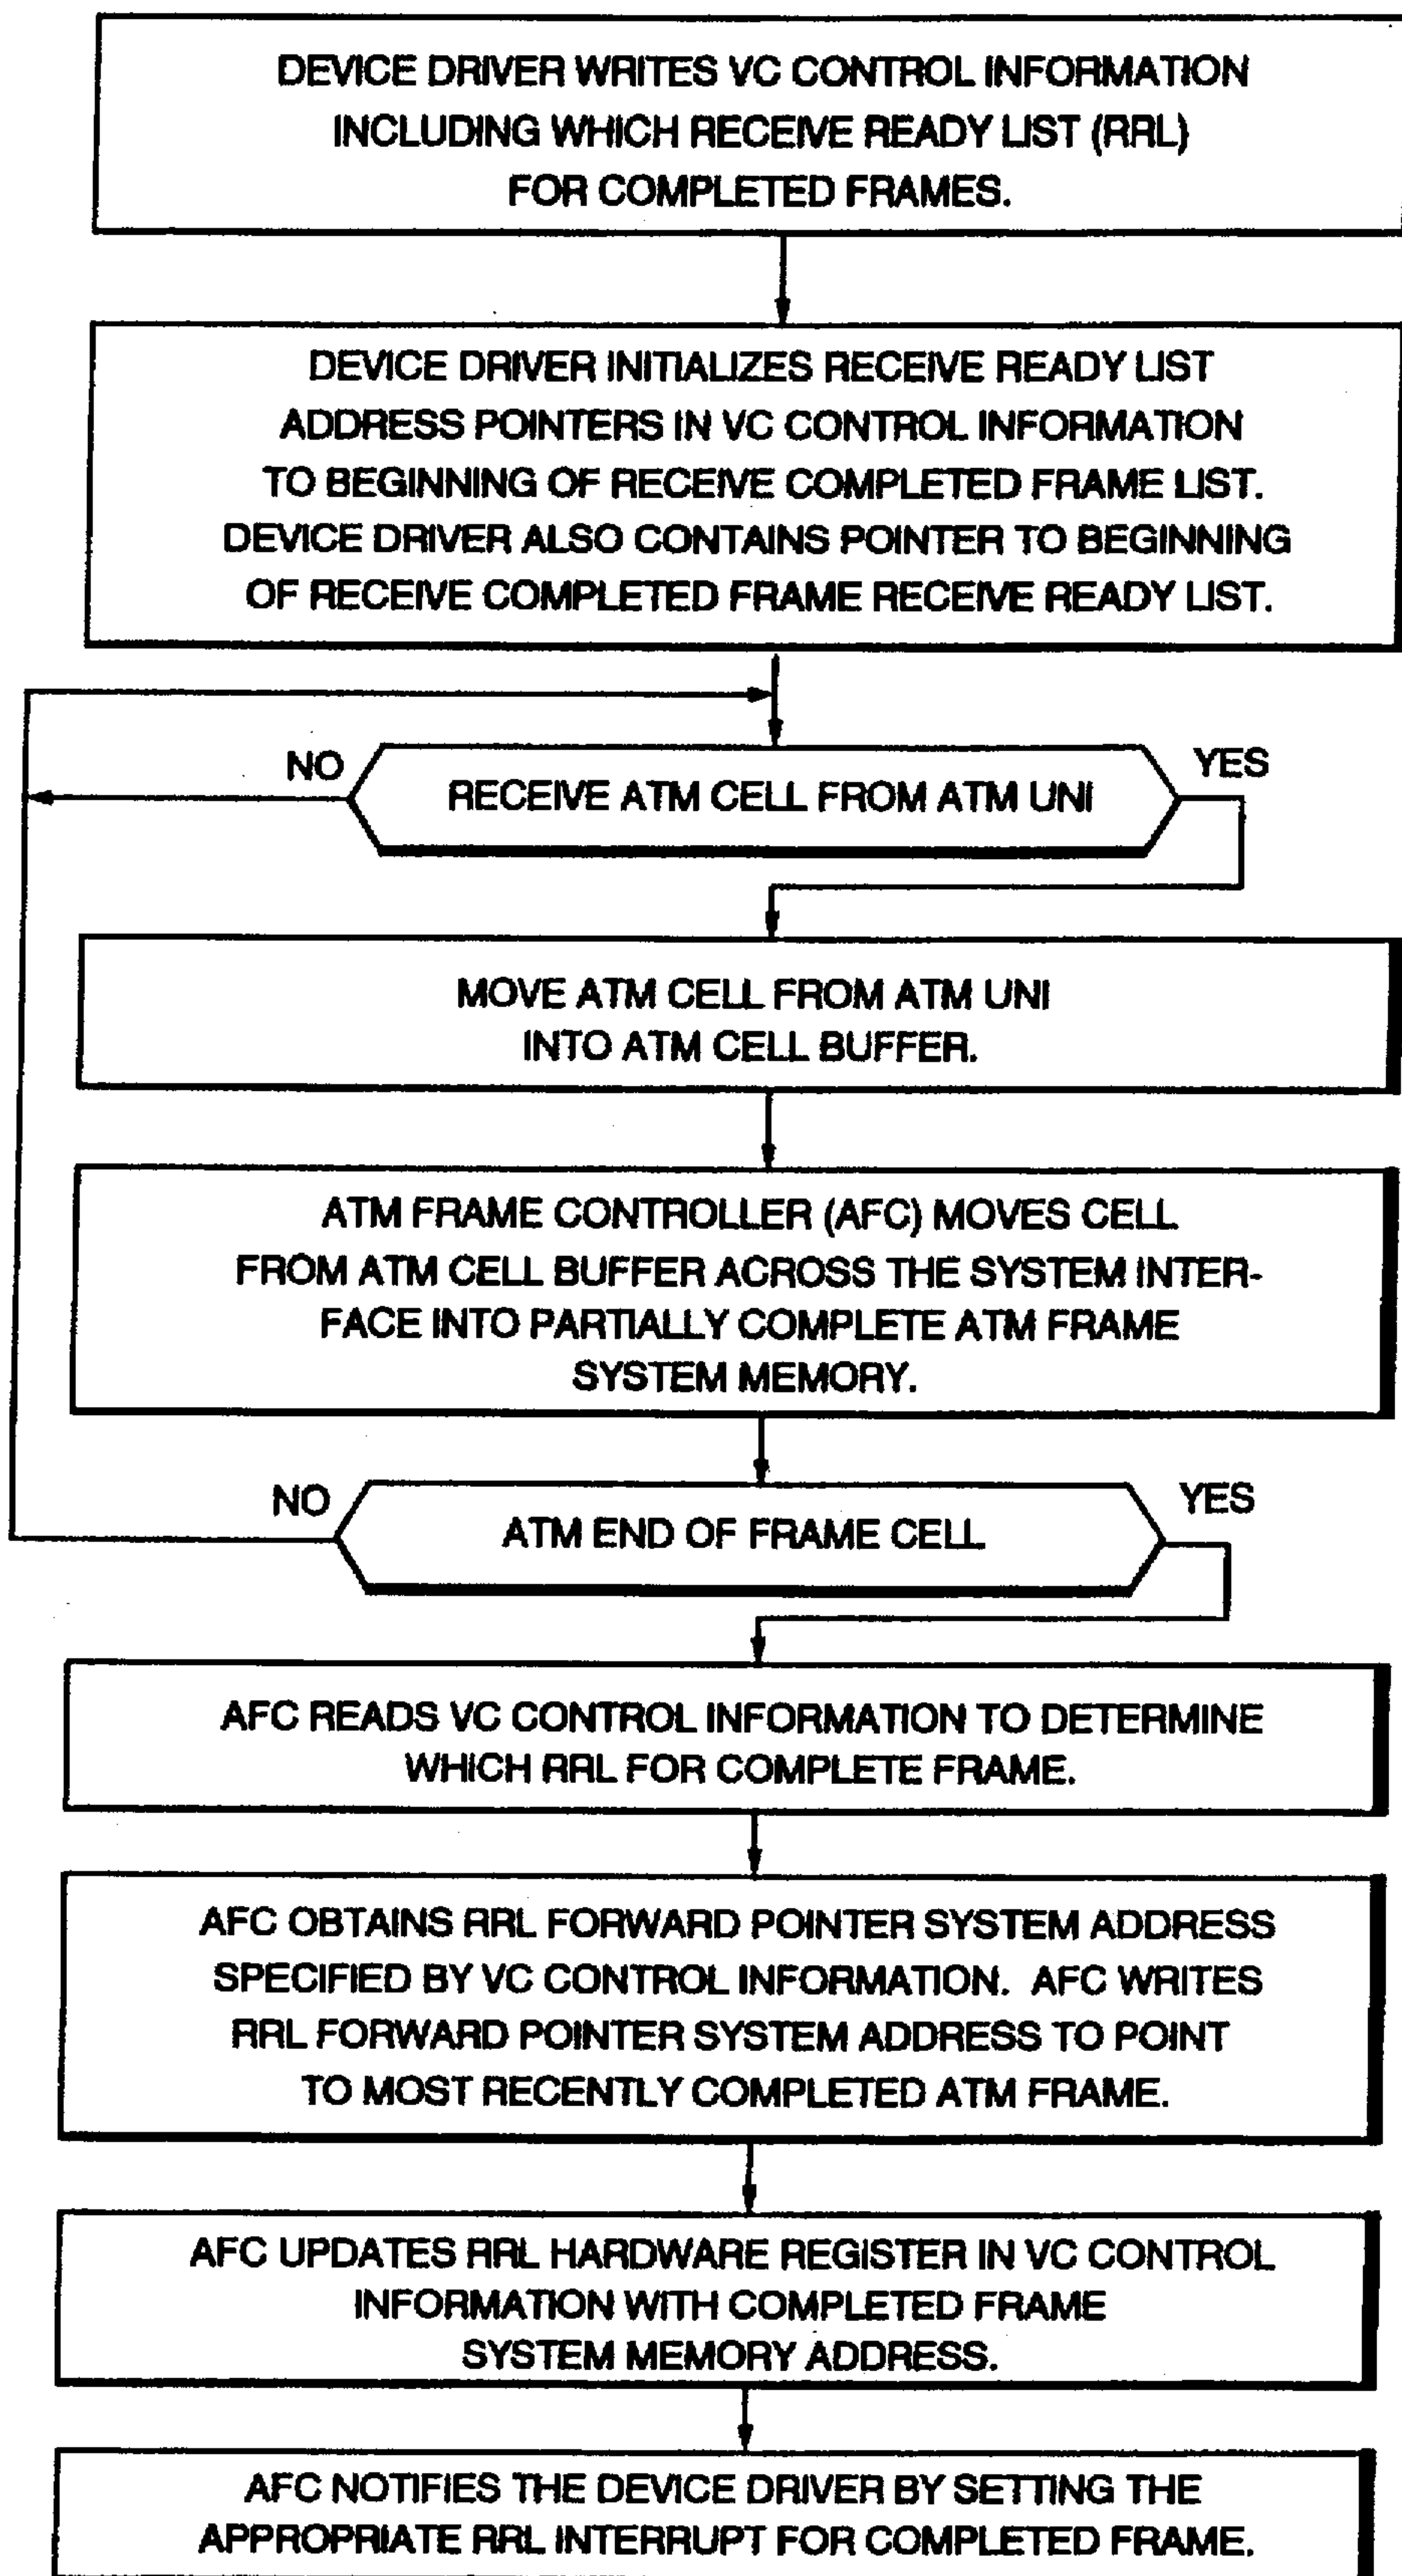 DEVICE DRIVER WRITES VC CONTROL INFORMATION
INCLUDING WHICH RECEIVE READY LIST (RRL)
FOR COMPLETED FRAMES.
DEVICE DRIVER INITIALIZES RECEIVE READY LIST
ADDRESS POINTERS IN VC CONTROL INFORMATION
TO BEGINNING OF RECEIVE COMPLETED FRAME LIST.
DEVICE DRIVER ALSO CONTAINS POINTER TO BEGINNING
OF RECEIVE COMPLETED FRAME RECEIVE READY LIST.
NO
YES
RECEIVE ATM CELL FROM ATM UNI
MOVE ATM CELL FROM ATM UNI
INTO ATM CELL BUFFER.
ATM FRAME CONTROLLER (AFC) MOVES CELL
FROM ATM CELL BUFFER ACROSS THE SYSTEM INTER-
FACE INTO PARTIALLY COMPLETE ATM FRAME
SYSTEM MEMORY.
NO
YES
ATM END OF FRAME CELL
AFC READS VC CONTROL INFORMATION TO DETERMINE
WHICH RRL FOR COMPLETE FRAME.
AFC OBTAINS RRL FORWARD POINTER SYSTEM ADDRESS
SPECIFIED BY VC CONTROL INFORMATION. AFC WRITES
RRL FORWARD POINTER SYSTEM ADDRESS TO POINT
TO MOST RECENTLY COMPLETED ATM FRAME.
AFC UPDATES RRL HARDWARE REGISTER IN VC CONTROL
INFORMATION WITH COMPLETED FRAME
SYSTEM MEMORY ADDRESS.
AFC NOTIFIES THE DEVICE DRIVER BY SETTING THE
APPROPRIATE RRL INTERRUPT FOR COMPLETED FRAME.